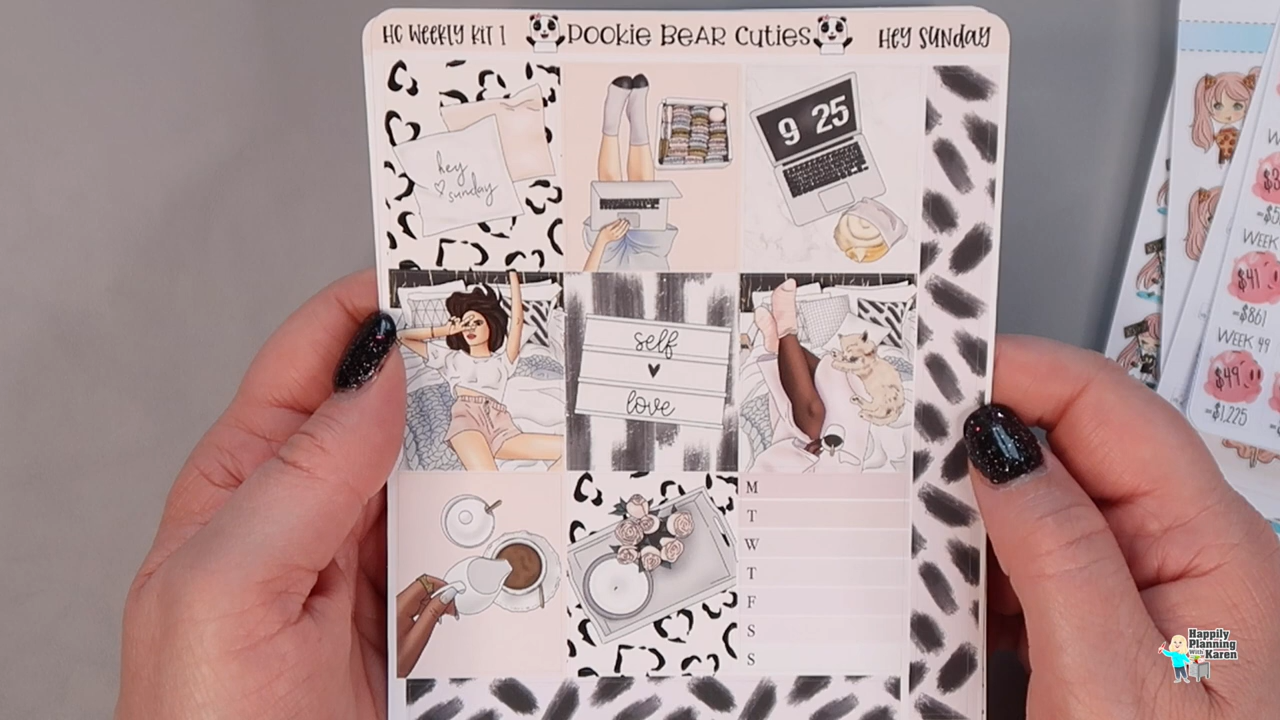 HC Weekly Kit 1 Pookie Bear Cuties Hey Sunday
hey
sunday
9 25
self
love
M
T
W
T
F
S
S
WEEK
$41
=$861
WEEK 49
$49
=$1,225
Happily
Planning
With
Karen